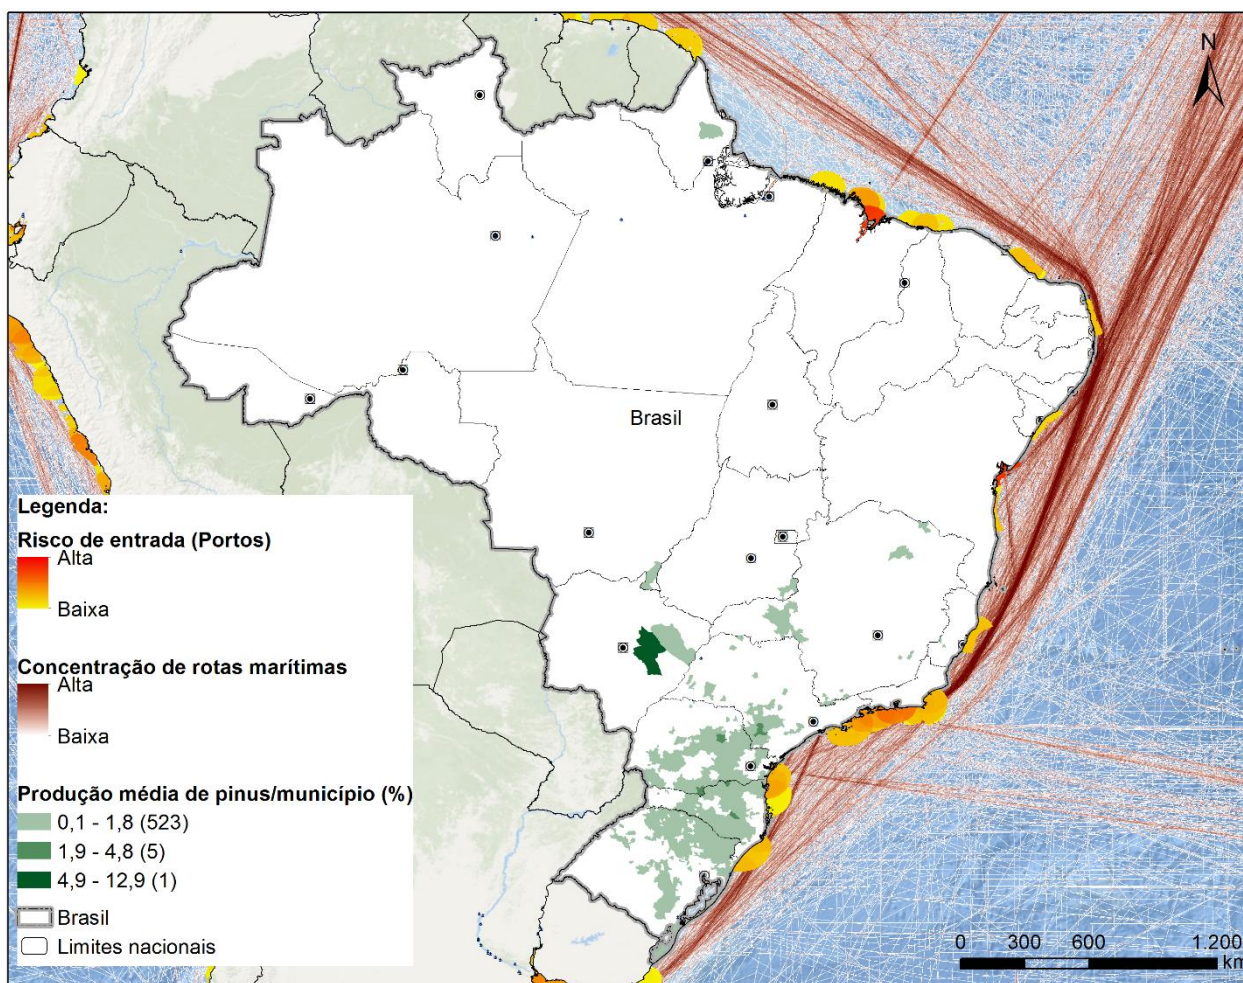 N
Brasil
Legenda:
Risco de entrada (Portos)
Alta
Baixa
Concentração de rotas marítimas
Alta
Baixa
Produção média de pinus/município (%)
0,1 - 1,8 (523)
1,9 - 4,8 (5)
4,9 - 12,9 (1)
Brasil
Limites nacionais
0 300 600 1.200
km